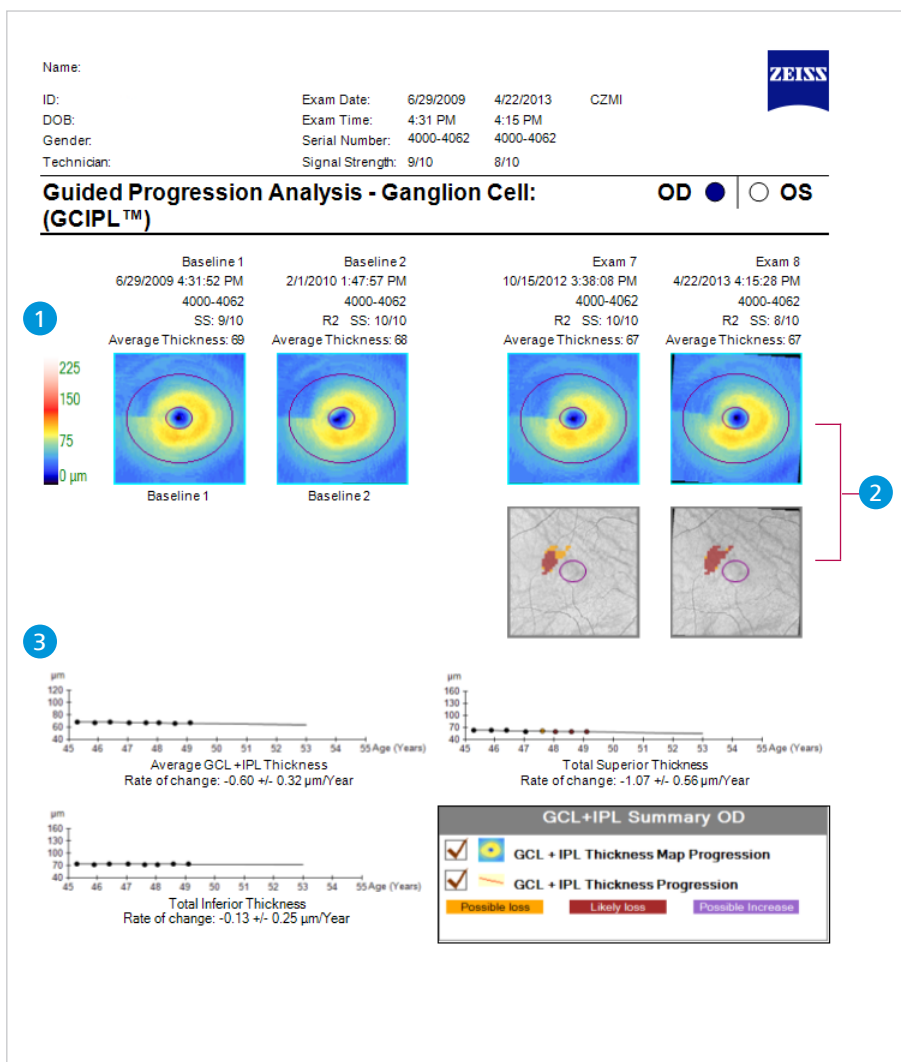 Name:
ZEISS
ID:
Exam Date: 6/29/2009 4/22/2013 CZMI
DOB:
Exam Time: 4:31 PM 4:15 PM
Gender:
Serial Number: 4000-4062 4000-4062
Technician:
Signal Strength: 9/10 8/10
Guided Progression Analysis - Ganglion Cell: OD OS
(GCIPL™)
Baseline 1 Baseline 2 Exam 7 Exam 8
6/29/2009 4:31:52 PM 2/1/2010 1:47:57 PM 10/15/2012 3:38:08 PM 4/22/2013 4:15:28 PM
4000-4062 4000-4062 4000-4062 4000-4062
1
SS: 9/10 R2 SS: 10/10 R2 SS: 10/10 R2 SS: 8/10
Average Thickness: 69 Average Thickness: 68 Average Thickness: 67 Average Thickness: 67
225
150
75
0 µm
Baseline 1 Baseline 2
2
3
µm
120
100
80
60
40
45 46 47 48 49 50 51 52 53 54 55 Age (Years)
Average GCL +IPL Thickness
Rate of change: -0.60 +/- 0.32 µm/Year
µm
160
130
100
70
40
45 46 47 48 49 50 51 52 53 54 55 Age (Years)
Total Superior Thickness
Rate of change: -1.07 +/- 0.56 µm/Year
µm
160
130
100
70
40
45 46 47 48 49 50 51 52 53 54 55 Age (Years)
Total Inferior Thickness
Rate of change: -0.13 +/- 0.25 µm/Year
GCL+IPL Summary OD
GCL + IPL Thickness Map Progression
GCL + IPL Thickness Progression
Possible loss Likely loss Possible Increase